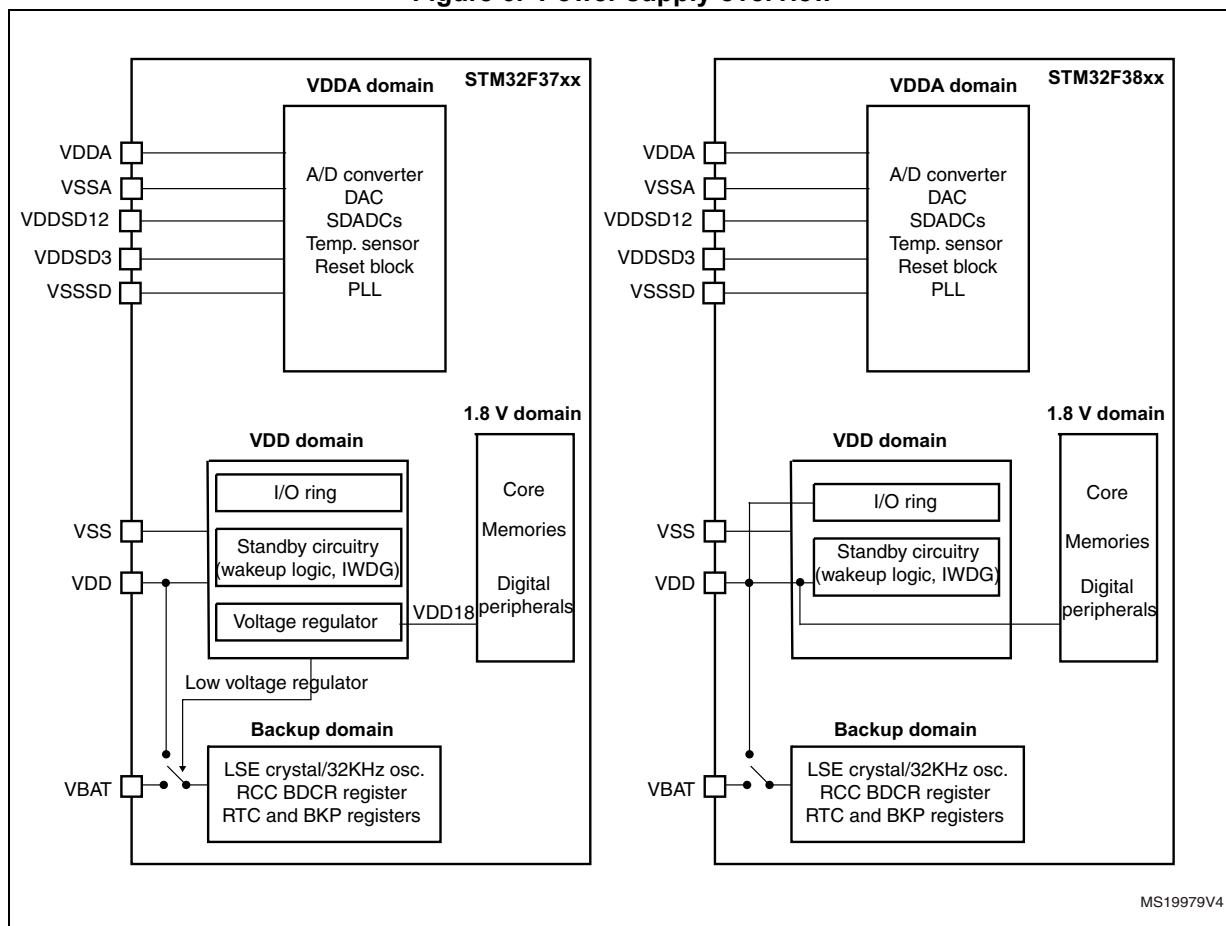 STM32F37xx
VDDA domain
VDDA
VSSA
VDDSD12
VDDSD3
VSSSD
A/D converter
DAC
SDADCs
Temp. sensor
Reset block
PLL
1.8 V domain
VDD domain
I/O ring
Standby circuitry
(wakeup logic, IWDG)
Voltage regulator
VDD18
Core
Memories
Digital
peripherals
VSS
VDD
Low voltage regulator
Backup domain
LSE crystal/32KHz osc.
RCC BDCR register
RTC and BKP registers
VBAT
STM32F38xx
VDDA domain
VDDA
VSSA
VDDSD12
VDDSD3
VSSSD
A/D converter
DAC
SDADCs
Temp. sensor
Reset block
PLL
1.8 V domain
VDD domain
I/O ring
Standby circuitry
(wakeup logic, IWDG)
Core
Memories
Digital
peripherals
VSS
VDD
Backup domain
LSE crystal/32KHz osc.
RCC BDCR register
RTC and BKP registers
VBAT
MS19979V4